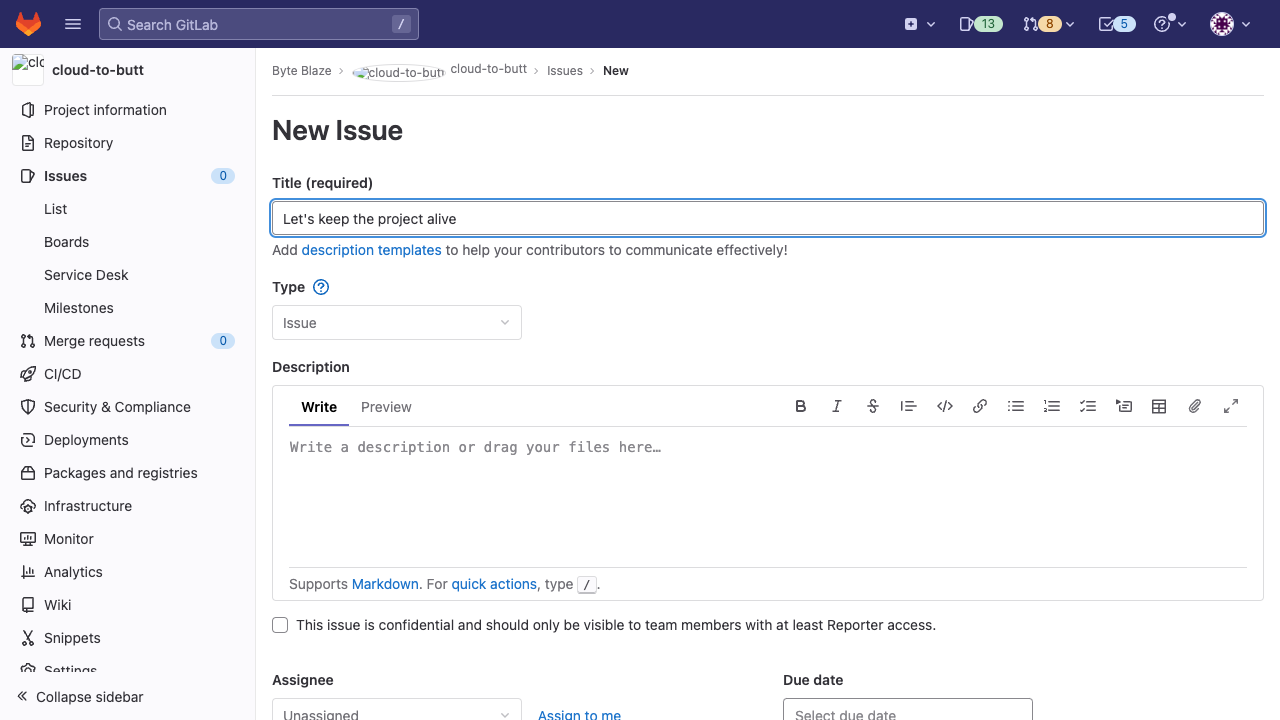 Search GitLab /
13
8
5
cloud-to-butt
Project information
Repository
Issues 0
List
Boards
Service Desk
Milestones
Merge requests 0
CI/CD
Security & Compliance
Deployments
Packages and registries
Infrastructure
Monitor
Analytics
Wiki
Snippets
Settings
Collapse sidebar
Byte Blaze › cloud-to-butt cloud-to-butt › Issues › New
New Issue
Title (required)
Let's keep the project alive
Add description templates to help your contributors to communicate effectively!
Type
Issue
Description
Write Preview
Write a description or drag your files here…
Supports Markdown. For quick actions, type /.
This issue is confidential and should only be visible to team members with at least Reporter access.
Assignee
Unassigned
Assign to me
Due date
Select due date